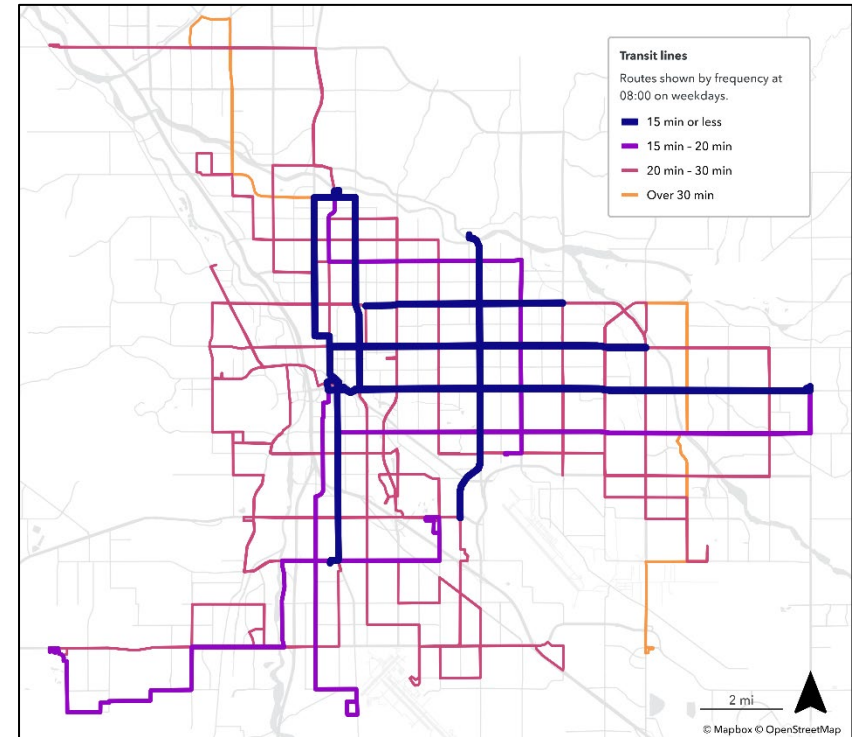 Transit lines
Routes shown by frequency at
08:00 on weekdays.
15 min or less
15 min - 20 min
20 min - 30 min
Over 30 min
2 mi
© Mapbox © OpenStreetMap